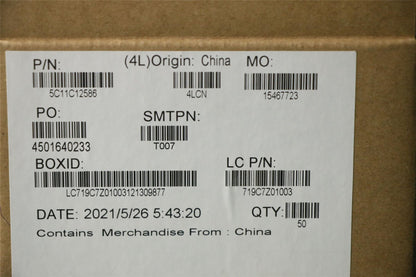 P/N: (4L)Origin: China MO:
5C11C12586 4LCN 15467723
PO: SMTPN:
4501640233 T007
BOXID: LC P/N:
LC719C7Z01003121309877 719C7Z01003
DATE: 2021/5/26 5:43:20 QTY:
50
Contains Merchandise From : China